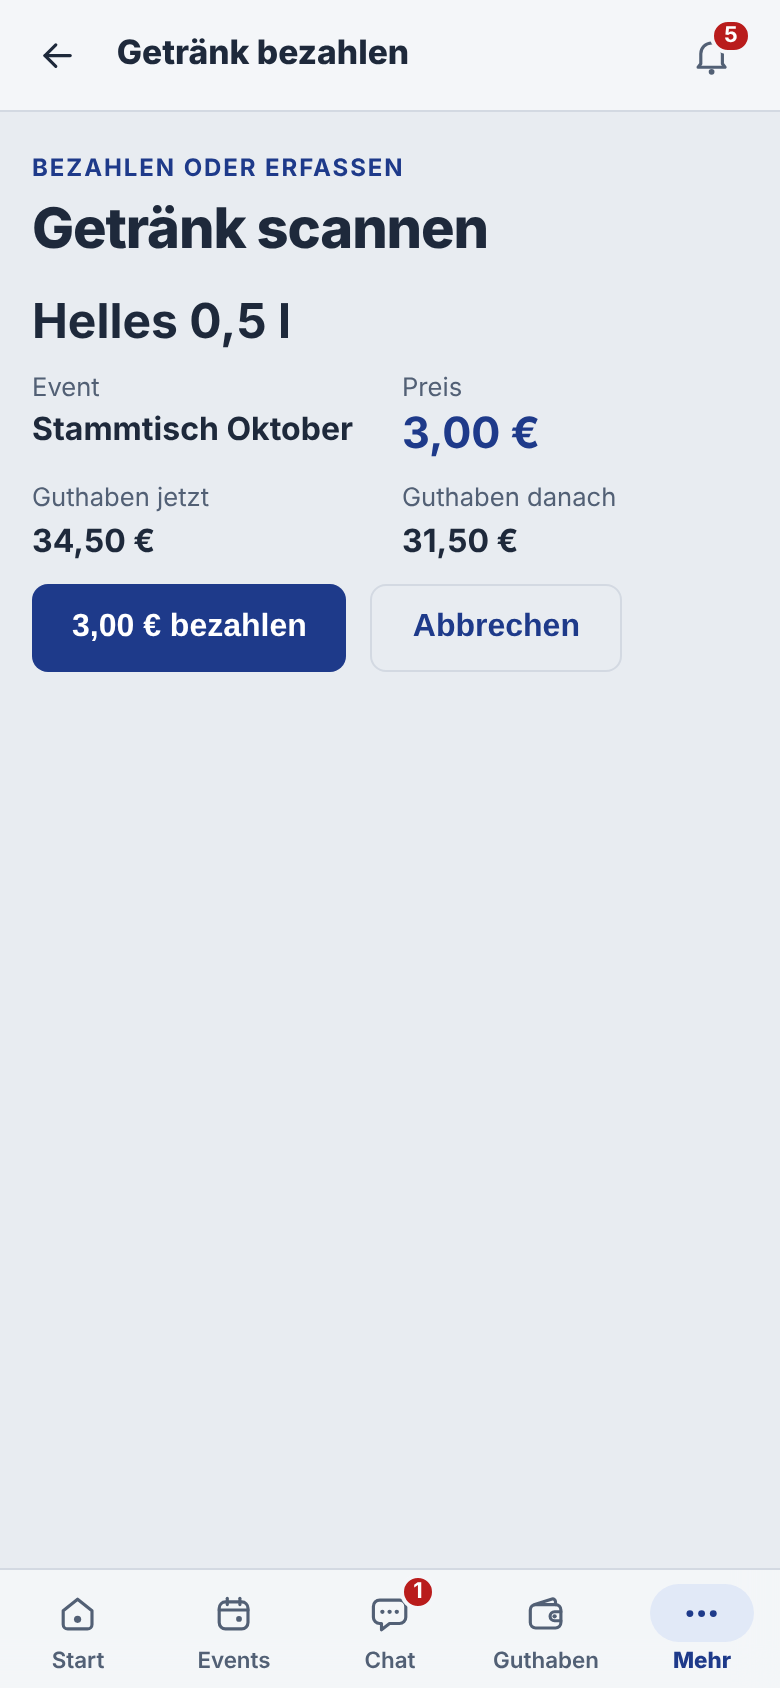 Getränk bezahlen
5
BEZAHLEN ODER ERFASSEN
Getränk scannen
Helles 0,5 l
Event
Preis
Stammtisch Oktober
3,00 €
Guthaben jetzt
Guthaben danach
34,50 €
31,50 €
3,00 € bezahlen
Abbrechen
1
Start
Events
Chat
Guthaben
Mehr